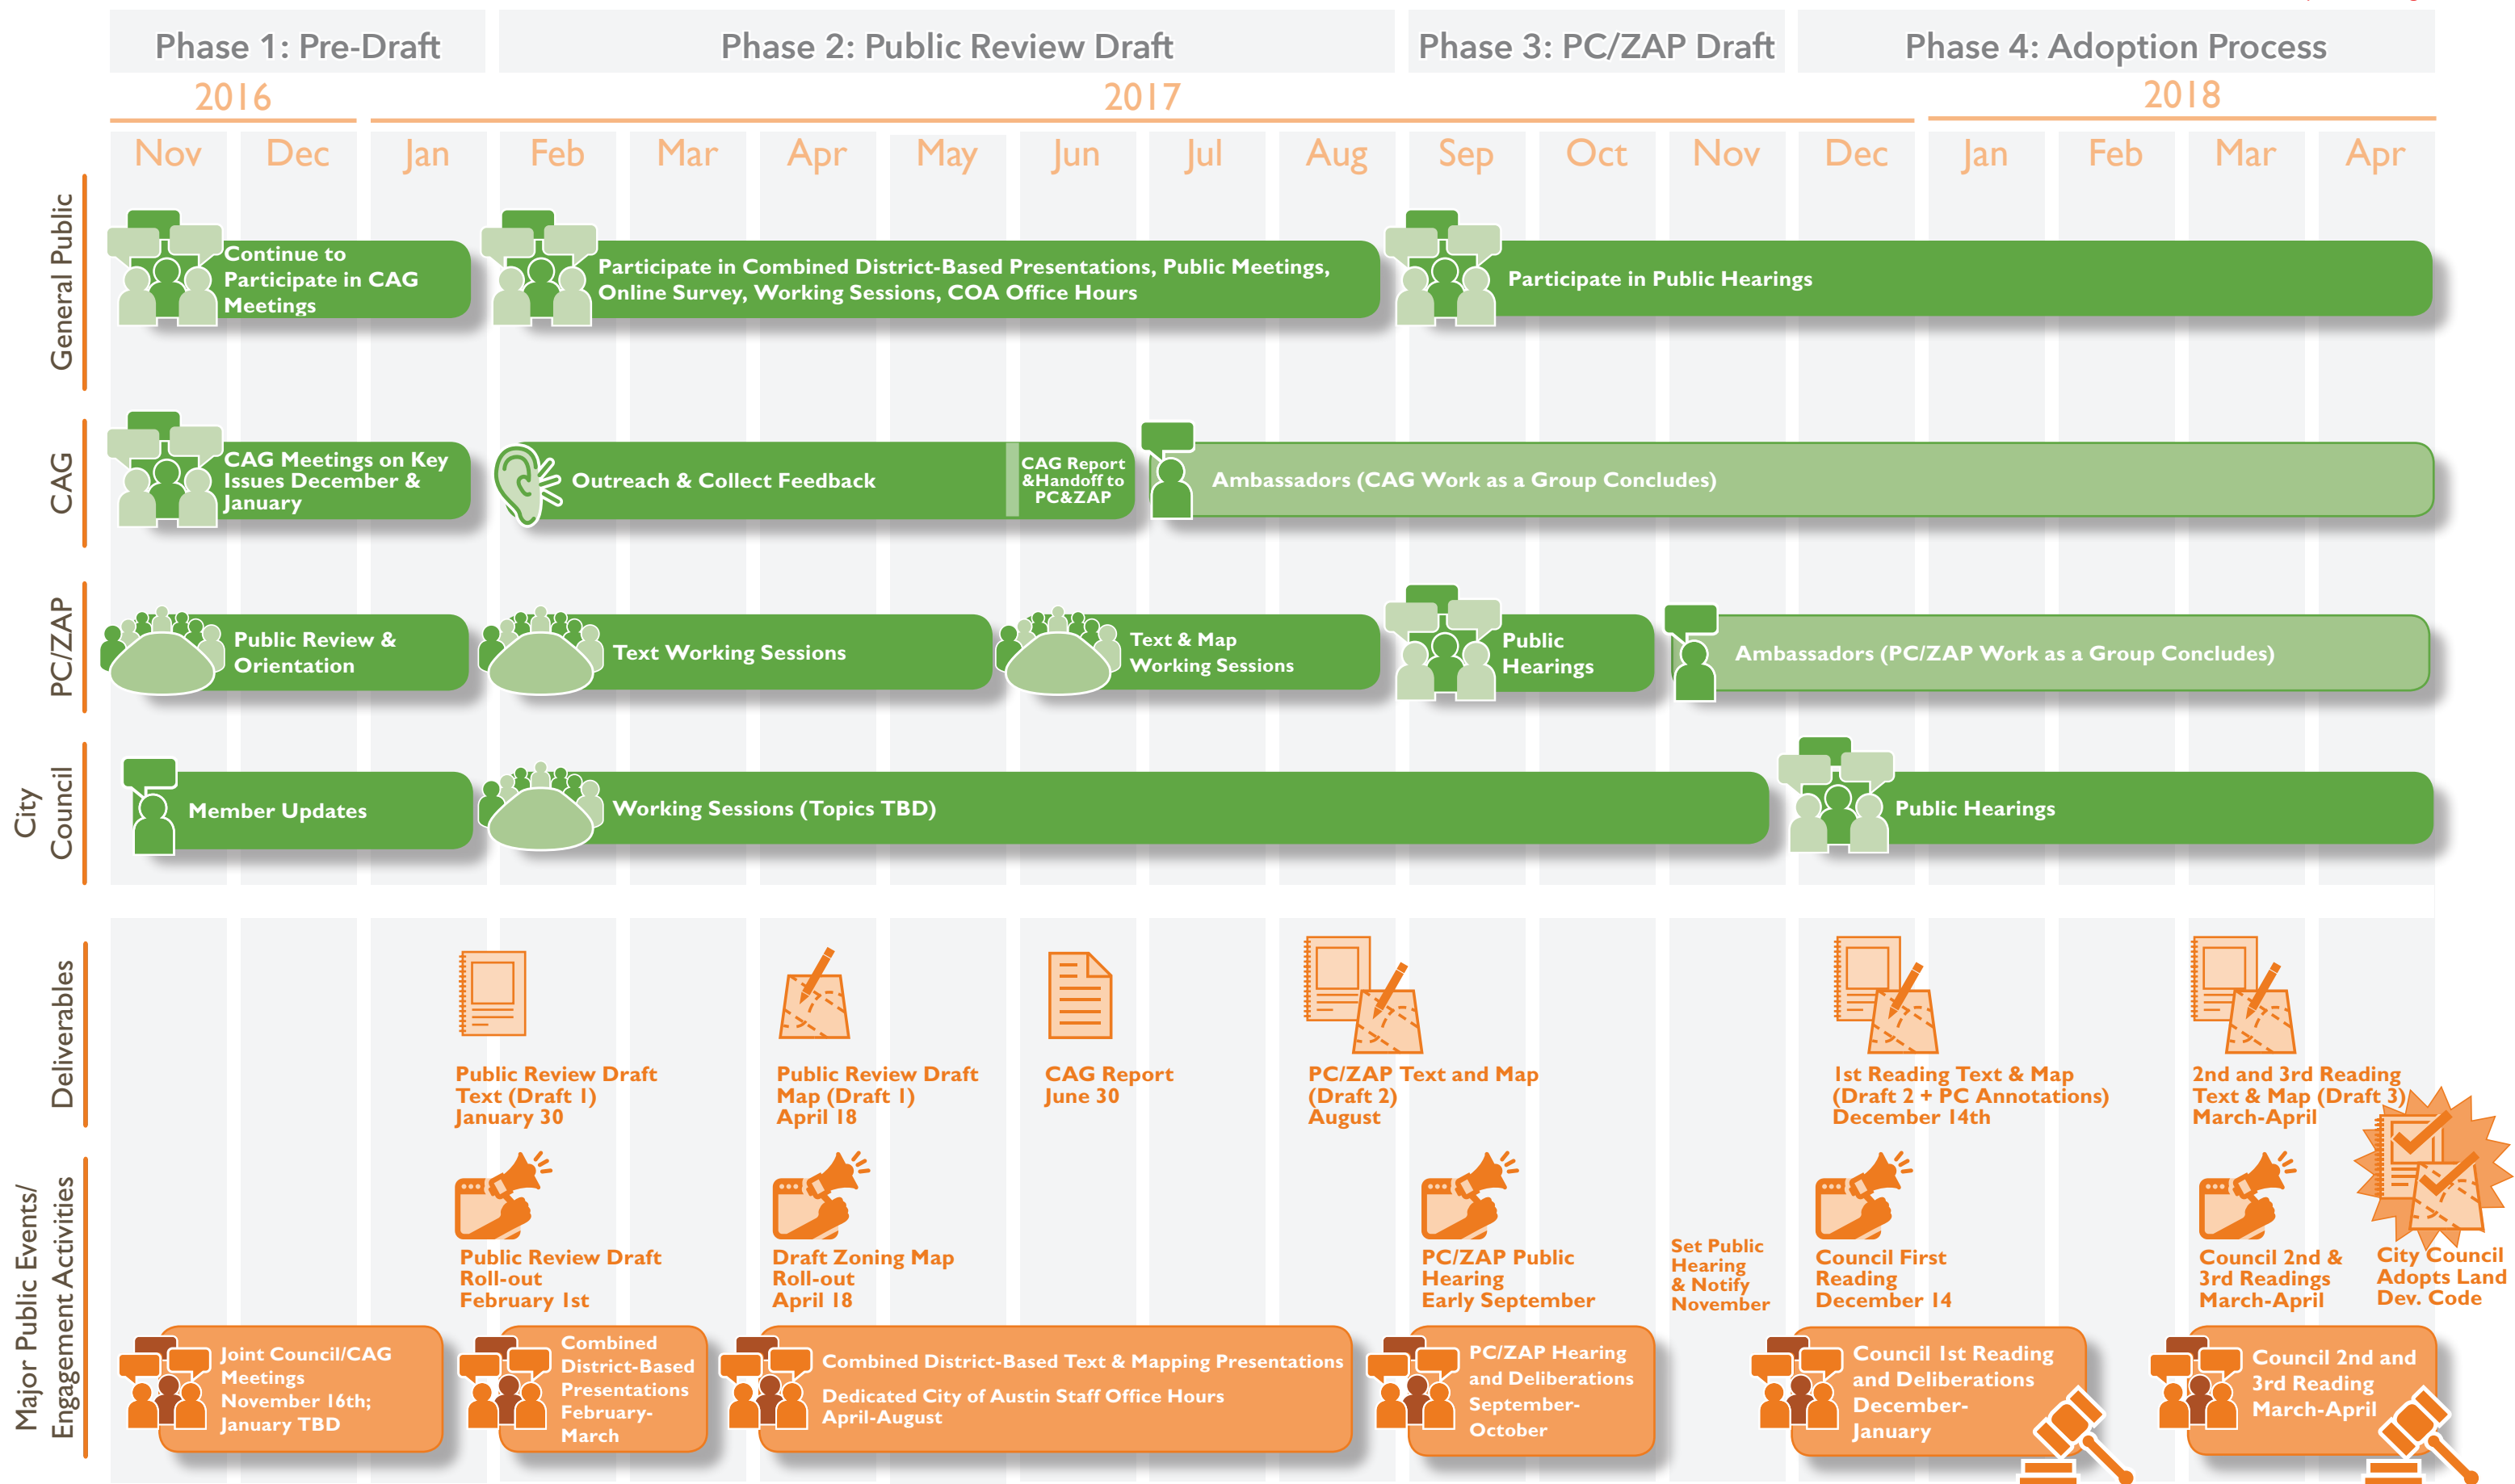 Phase 1: Pre-Draft
Phase 2: Public Review Draft
Phase 3: PC/ZAP Draft
Phase 4: Adoption Process
2016
2017
2018
Nov
Dec
Jan
Feb
Mar
Apr
May
Jun
Jul
Aug
Sep
Oct
Nov
Dec
Jan
Feb
Mar
Apr
General Public
Continue to
Participate in CAG
Meetings
Participate in Combined District-Based Presentations, Public Meetings,
Online Survey, Working Sessions, COA Office Hours
Participate in Public Hearings
CAG
CAG Meetings on Key
Issues December &
January
Outreach & Collect Feedback
CAG Report
&Handoff to
PC&ZAP
Ambassadors (CAG Work as a Group Concludes)
PC/ZAP
Public Review &
Orientation
Text Working Sessions
Text & Map
Working Sessions
Public
Hearings
Ambassadors (PC/ZAP Work as a Group Concludes)
City
Council
Member Updates
Working Sessions (Topics TBD)
Public Hearings
Deliverables
Public Review Draft
Text (Draft 1)
January 30
Public Review Draft
Map (Draft 1)
April 18
CAG Report
June 30
PC/ZAP Text and Map
(Draft 2)
August
1st Reading Text & Map
(Draft 2 + PC Annotations)
December 14th
2nd and 3rd Reading
Text & Map (Draft 3)
March-April
Major Public Events/
Engagement Activities
Public Review Draft
Roll-out
February 1st
Draft Zoning Map
Roll-out
April 18
PC/ZAP Public
Hearing
Early September
Set Public
Hearing
& Notify
November
Council First
Reading
December 14
Council 2nd &
3rd Readings
March-April
City Council
Adopts Land
Dev. Code
Joint Council/CAG
Meetings
November 16th;
January TBD
Combined
District-Based
Presentations
February-
March
Combined District-Based Text & Mapping Presentations
Dedicated City of Austin Staff Office Hours
April-August
PC/ZAP Hearing
and Deliberations
September-
October
Council 1st Reading
and Deliberations
December-
January
Council 2nd and
3rd Reading
March-April